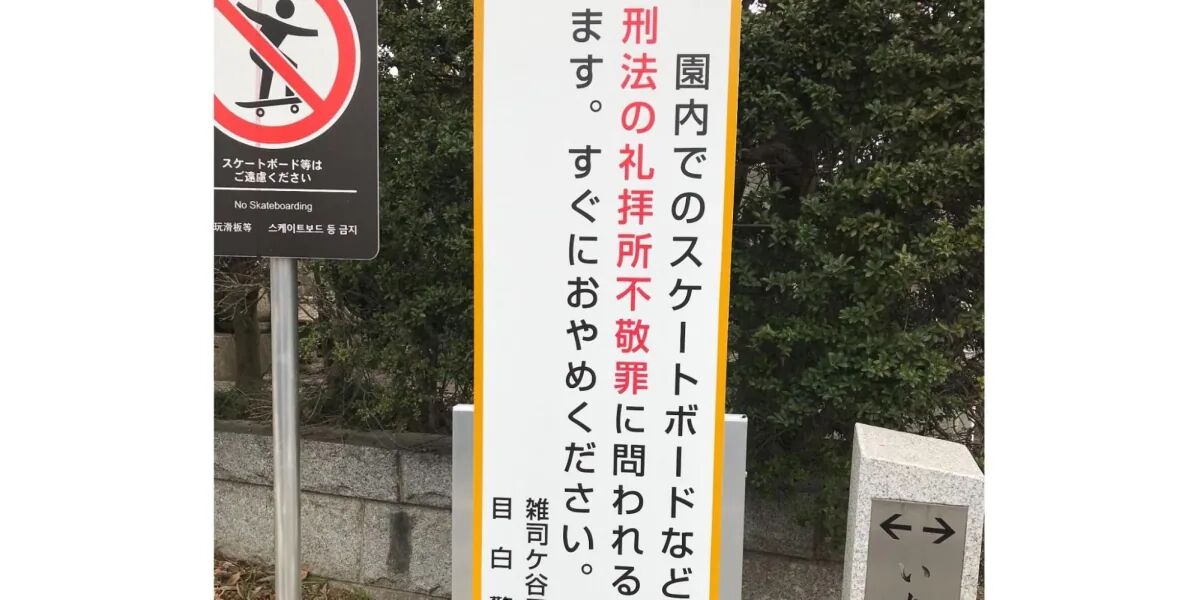 スケートボード等は
ご遠慮ください
No Skateboarding
玩滑板等 스케이트보드 등 금지
園内でのスケートボードなど
刑法の礼拝所不敬罪に問われる
ます。すぐにおやめください。
雑司ケ谷
目白警
い